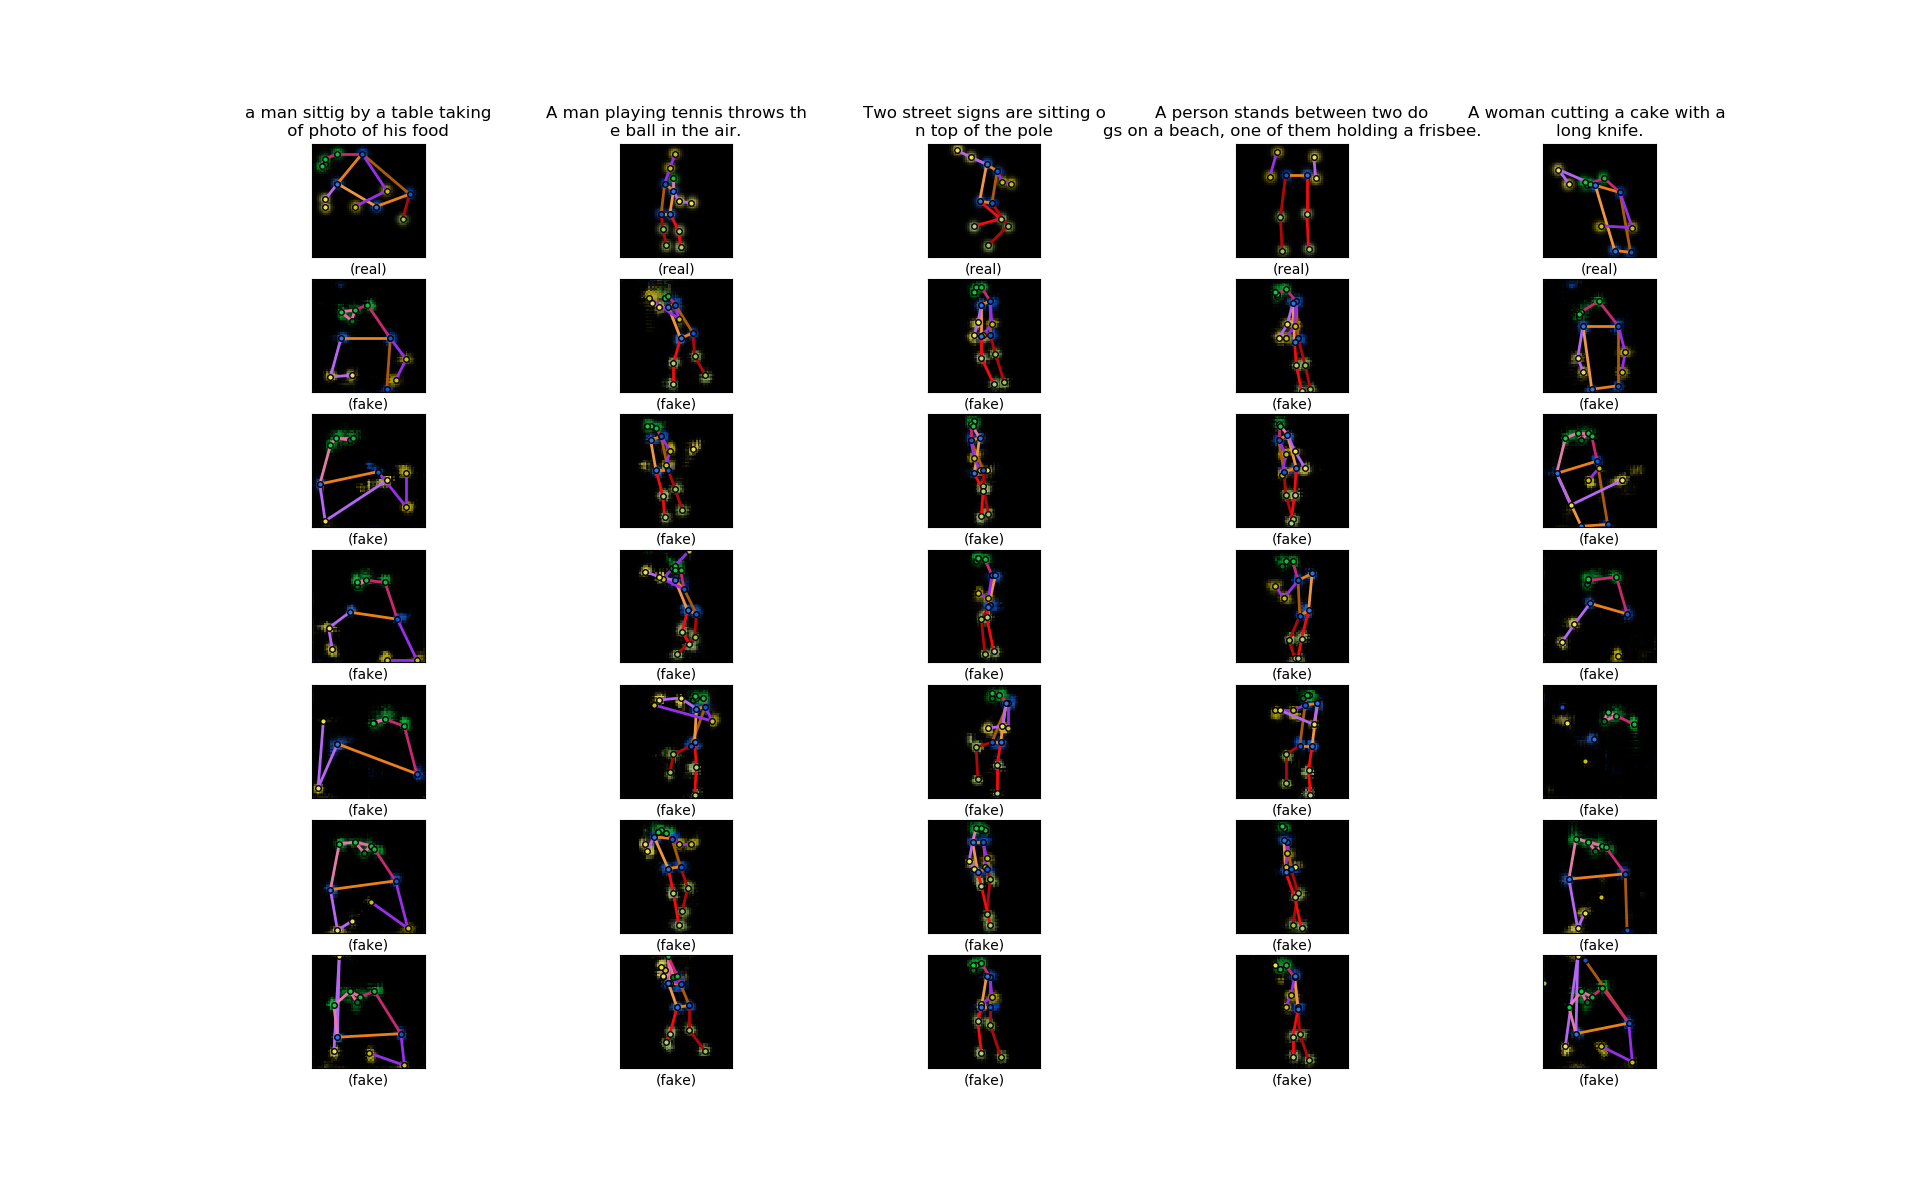 a man sittig by a table taking
of photo of his food
A man playing tennis throws th
e ball in the air.
Two street signs are sitting o
n top of the pole
A person stands between two do
gs on a beach, one of them holding a frisbee.
A woman cutting a cake with a
long knife.
(real) (real) (real) (real) (real)
(fake) (fake) (fake) (fake) (fake)
(fake) (fake) (fake) (fake) (fake)
(fake) (fake) (fake) (fake) (fake)
(fake) (fake) (fake) (fake) (fake)
(fake) (fake) (fake) (fake) (fake)
(fake) (fake) (fake) (fake) (fake)